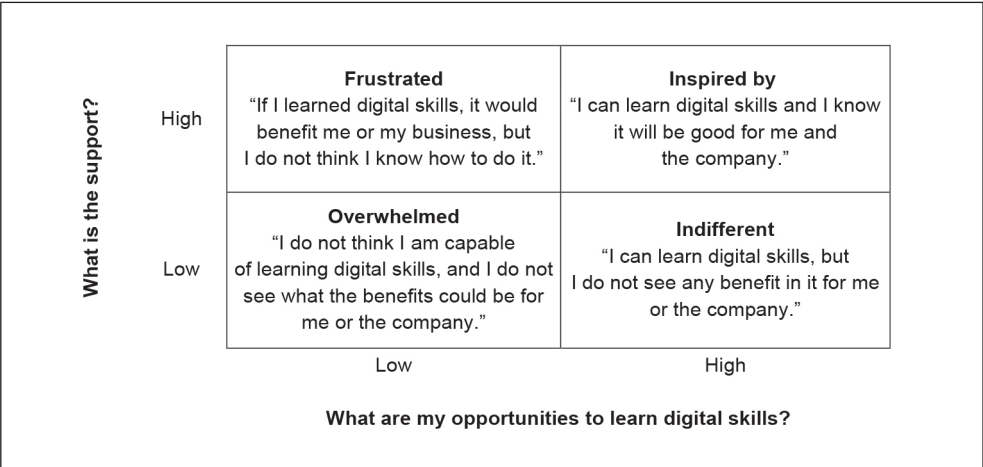 What is the support?
High
Frustrated
“If I learned digital skills, it would
benefit me or my business, but
I do not think I know how to do it.”
Inspired by
“I can learn digital skills and I know
it will be good for me and
the company.”
Low
Overwhelmed
“I do not think I am capable
of learning digital skills, and I do not
see what the benefits could be for
me or the company.”
Indifferent
“I can learn digital skills, but
I do not see any benefit in it for me
or the company.”
Low
High
What are my opportunities to learn digital skills?